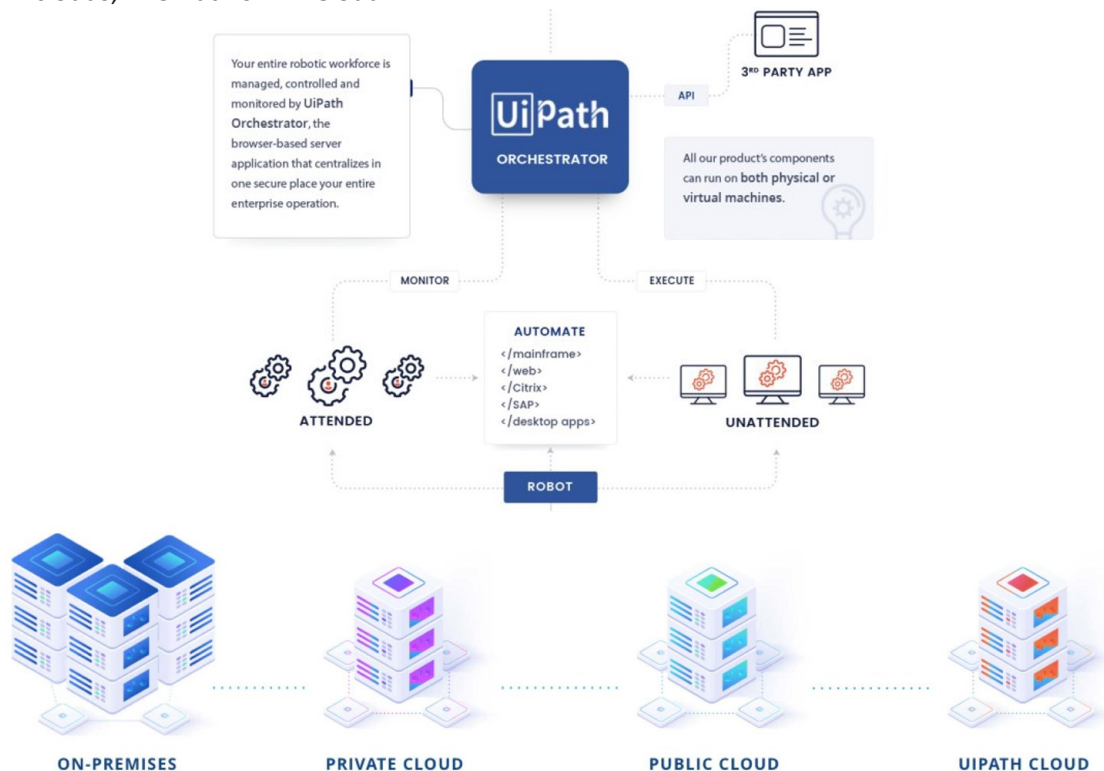 Your entire robotic workforce is
managed, controlled and
monitored by UiPath
Orchestrator, the
browser-based server
application that centralizes in
one secure place your entire
enterprise operation.
UiPath
ORCHESTRATOR
API
3RD PARTY APP
All our product's components
can run on both physical or
virtual machines.
MONITOR
EXECUTE
AUTOMATE
</mainframe>
</web>
</Citrix>
</SAP>
</desktop apps>
ATTENDED
UNATTENDED
ROBOT
ON-PREMISES
PRIVATE CLOUD
PUBLIC CLOUD
UIPATH CLOUD